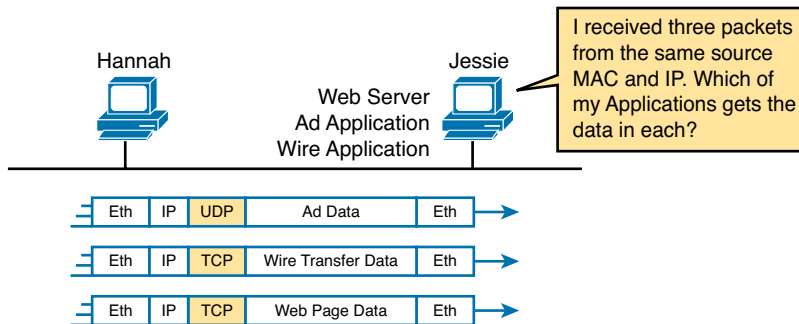 Hannah
Jessie
Web Server
Ad Application
Wire Application
I received three packets
from the same source
MAC and IP. Which of
my Applications gets the
data in each?
Eth IP UDP Ad Data Eth
Eth IP TCP Wire Transfer Data Eth
Eth IP TCP Web Page Data Eth